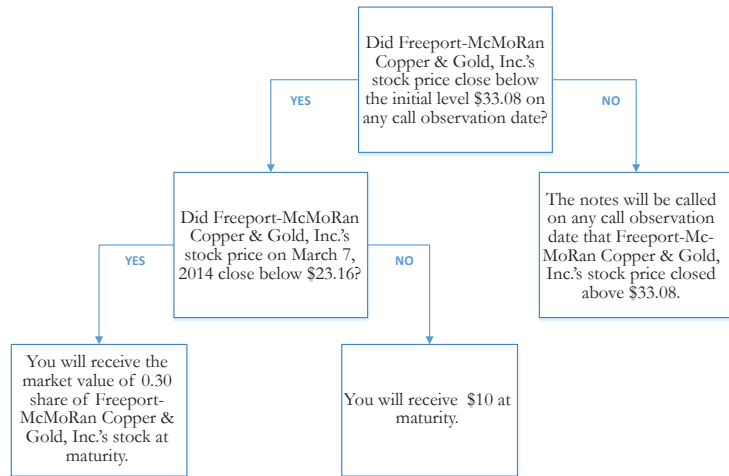 Did Freeport-McMoRan
Copper & Gold, Inc.'s
stock price close below
the initial level $33.08 on
any call observation date?
YES
NO
Did Freeport-McMoRan
Copper & Gold, Inc.'s
stock price on March 7,
2014 close below $23.16?
The notes will be called
on any call observation
date that Freeport-Mc-
MoRan Copper & Gold,
Inc.'s stock price closed
above $33.08.
YES
NO
You will receive the
market value of 0.30
share of Freeport-
McMoRan Copper &
Gold, Inc.'s stock at
maturity.
You will receive $10 at
maturity.